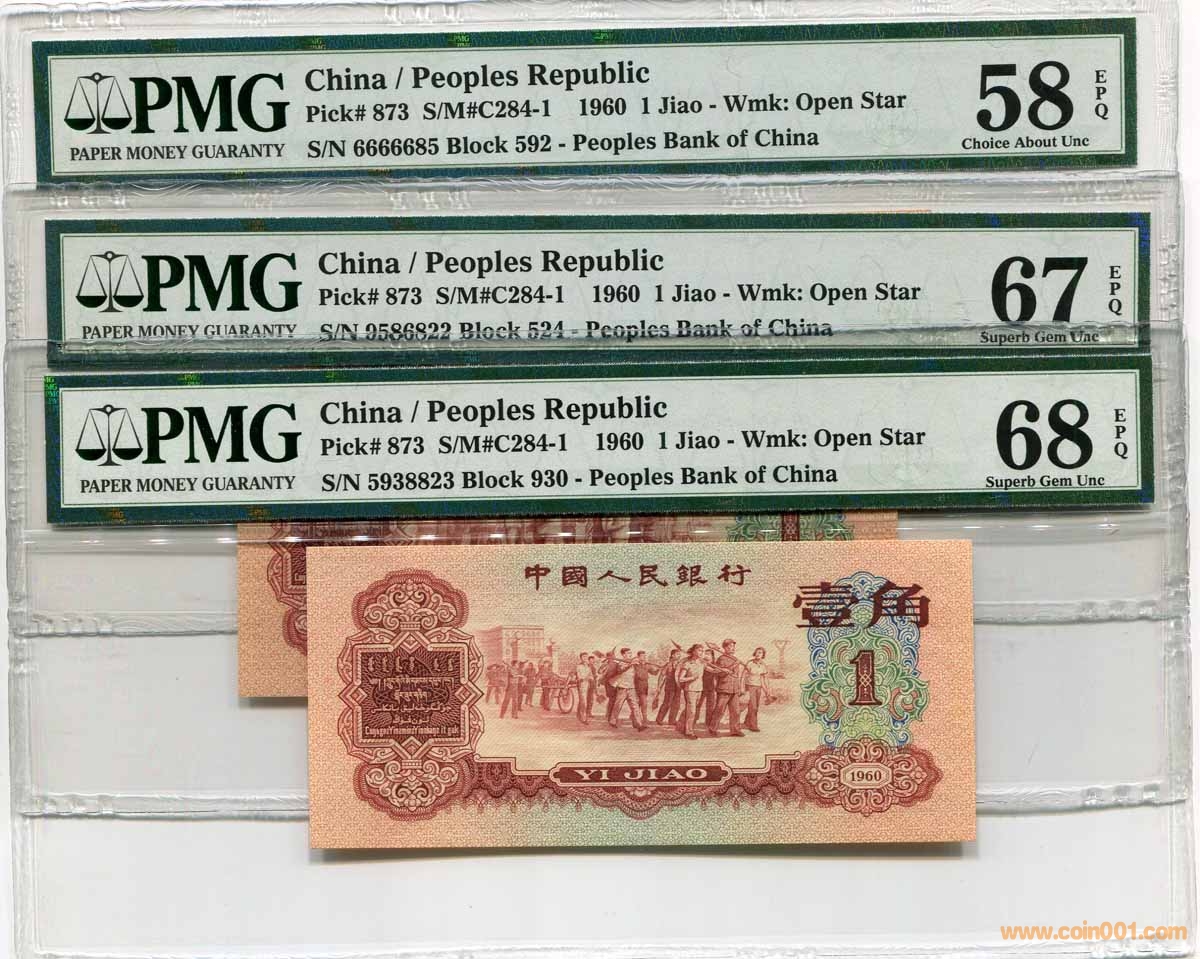 PMG
PAPER MONEY GUARANTY
China / Peoples Republic
Pick# 873 S/M#C284-1 1960 1 Jiao - Wmk: Open Star
S/N 6666685 Block 592 - Peoples Bank of China
58
EPQ
Choice About Unc
PMG
PAPER MONEY GUARANTY
China / Peoples Republic
Pick# 873 S/M#C284-1 1960 1 Jiao - Wmk: Open Star
S/N 9586822 Block 524 - Peoples Bank of China
67
EPQ
Superb Gem Unc
PMG
PAPER MONEY GUARANTY
China / Peoples Republic
Pick# 873 S/M#C284-1 1960 1 Jiao - Wmk: Open Star
S/N 5938823 Block 930 - Peoples Bank of China
68
EPQ
Superb Gem Unc
中國人民銀行
壹角
1
YI JIAO
1960
www.coin001.com